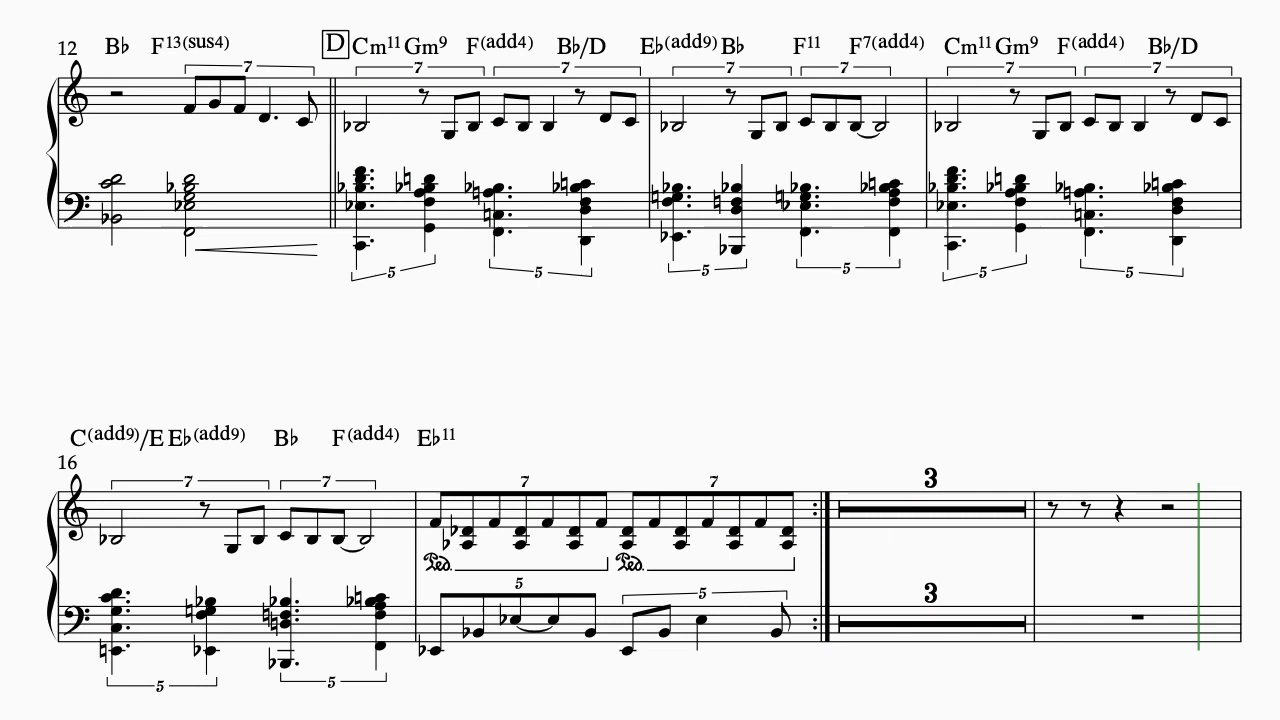 12 B♭ F13(sus4) D Cm11 Gm9 F(add4) B♭/D E♭(add9) B♭ F11 F7(add4) Cm11 Gm9 F(add4) B♭/D
7 7 7 7 7 7 7
5 5 5 5 5 5
C(add9)/E E♭(add9) B♭ F(add4) E♭11
16
7 7 7 7 3
Ped. Ped.
5 5 3
5 5